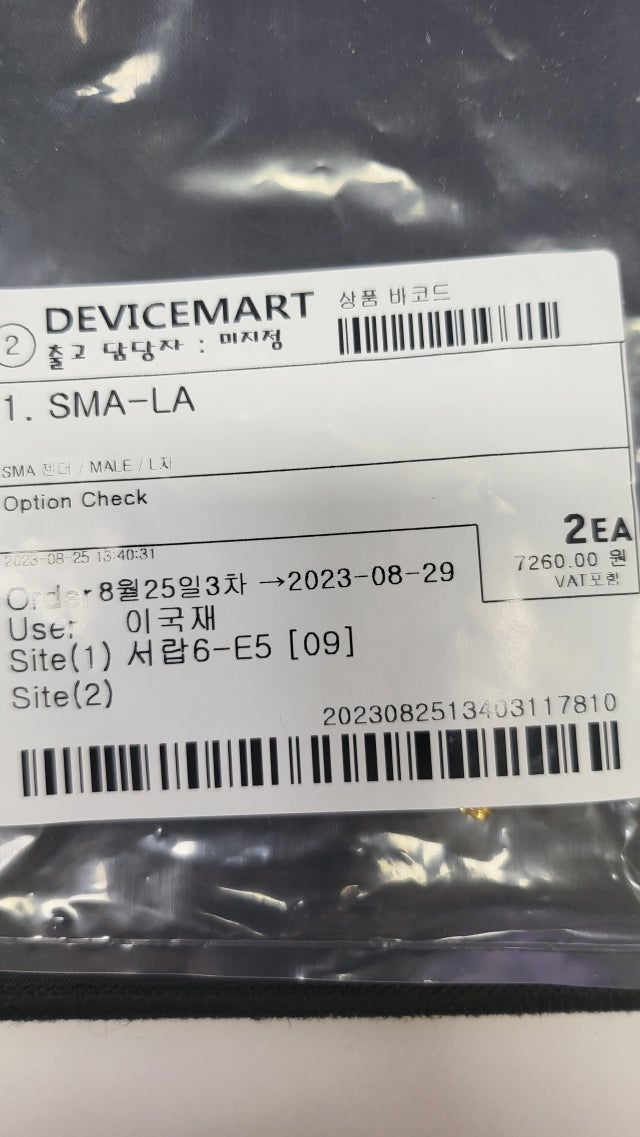 ② DEVICEMART 상품 바코드
출고 담당자 : 미지정
1. SMA-LA
SMA 젠더 / MALE / L자
Option Check
2EA
2023-08-25 13:40:31
7260.00 원
VAT포함
Order 8월25일3차 →2023-08-29
User 이국재
Site(1) 서랍6-E5 [09]
Site(2)
2023082513403117810